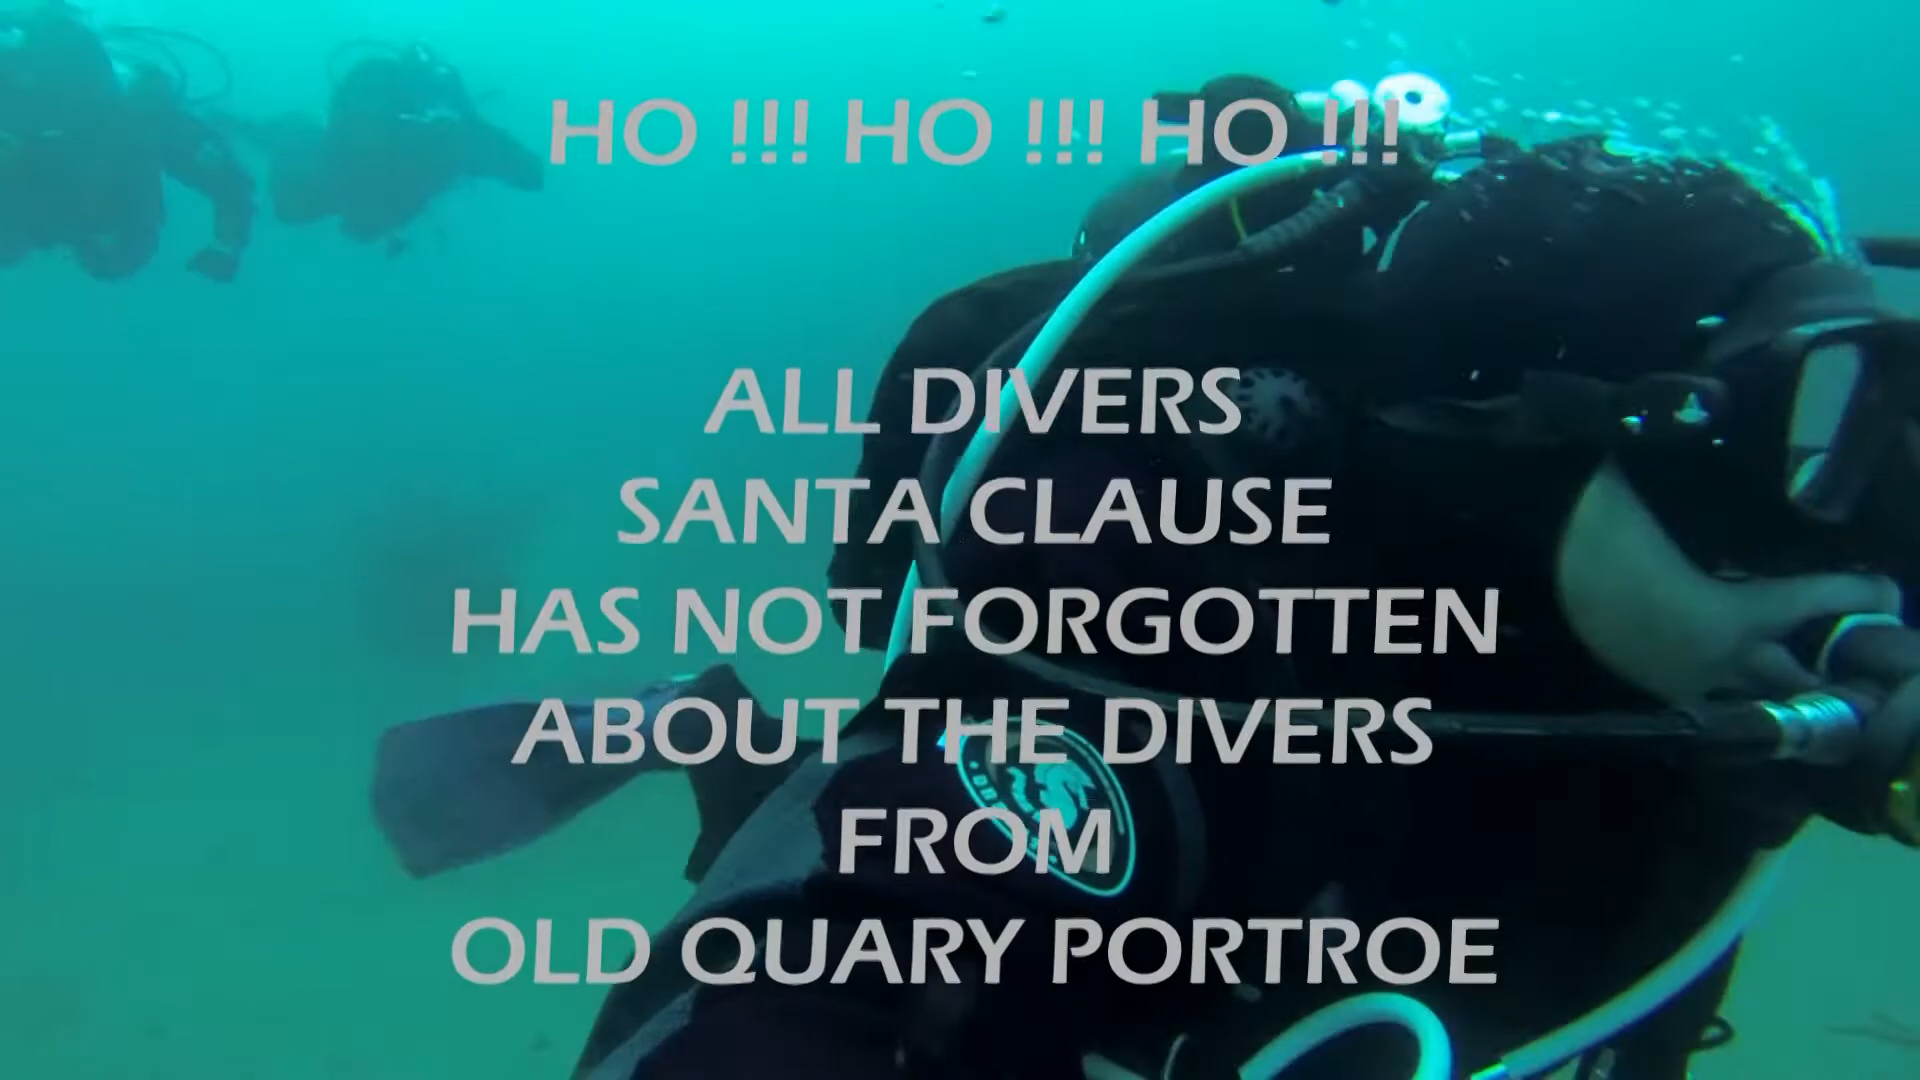 HO !!! HO !!! HO !!!
ALL DIVERS
SANTA CLAUSE
HAS NOT FORGOTTEN
ABOUT THE DIVERS
FROM
OLD QUARY PORTROE